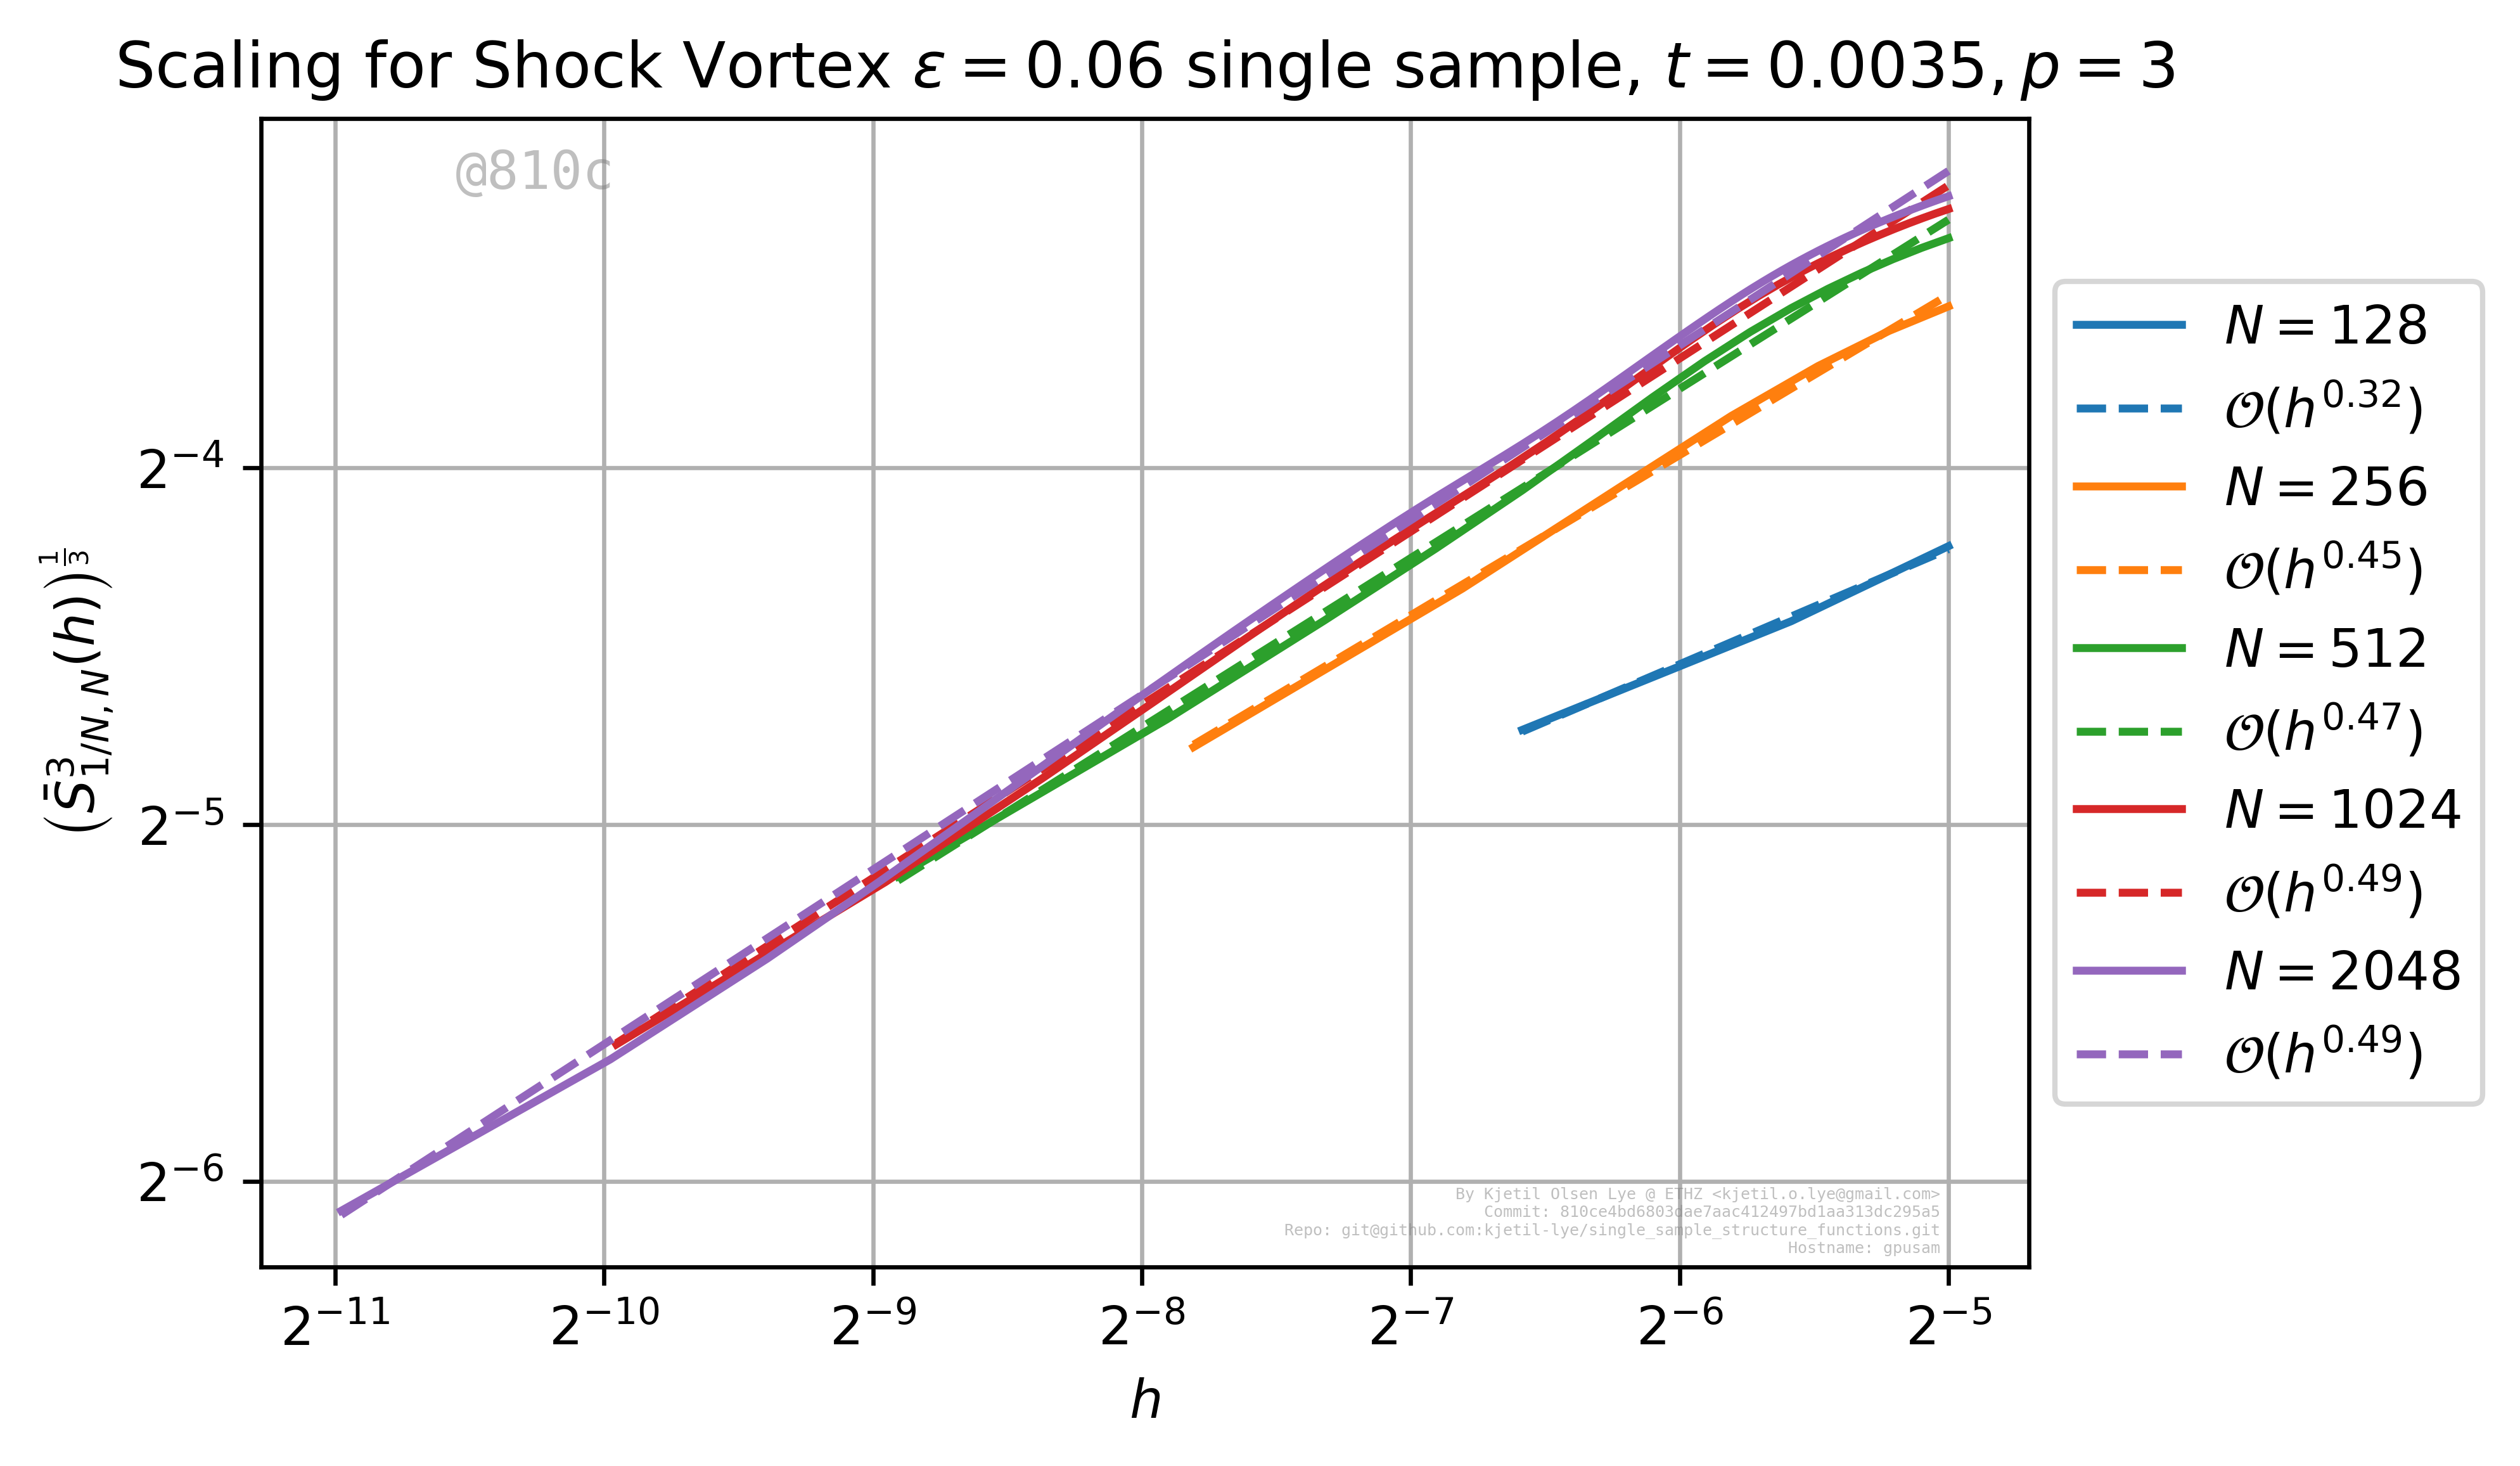 Scaling for Shock Vortex ε = 0.06 single sample, t = 0.0035, p = 3
@810c
(S̄³₁/N, N(h))^(1/3)
2⁻⁴
2⁻⁵
2⁻⁶
2⁻¹¹
2⁻¹⁰
2⁻⁹
2⁻⁸
2⁻⁷
2⁻⁶
2⁻⁵
h
N = 128
𝒪(h^0.32)
N = 256
𝒪(h^0.45)
N = 512
𝒪(h^0.47)
N = 1024
𝒪(h^0.49)
N = 2048
𝒪(h^0.49)
By Kjetil Olsen Lye @ ETHZ <kjetil.o.lye@gmail.com>
Commit: 810ce4bd6803dae7aac412497bd1aa313dc295a5
Repo: git@github.com:kjetil-lye/single_sample_structure_functions.git
Hostname: gpusam